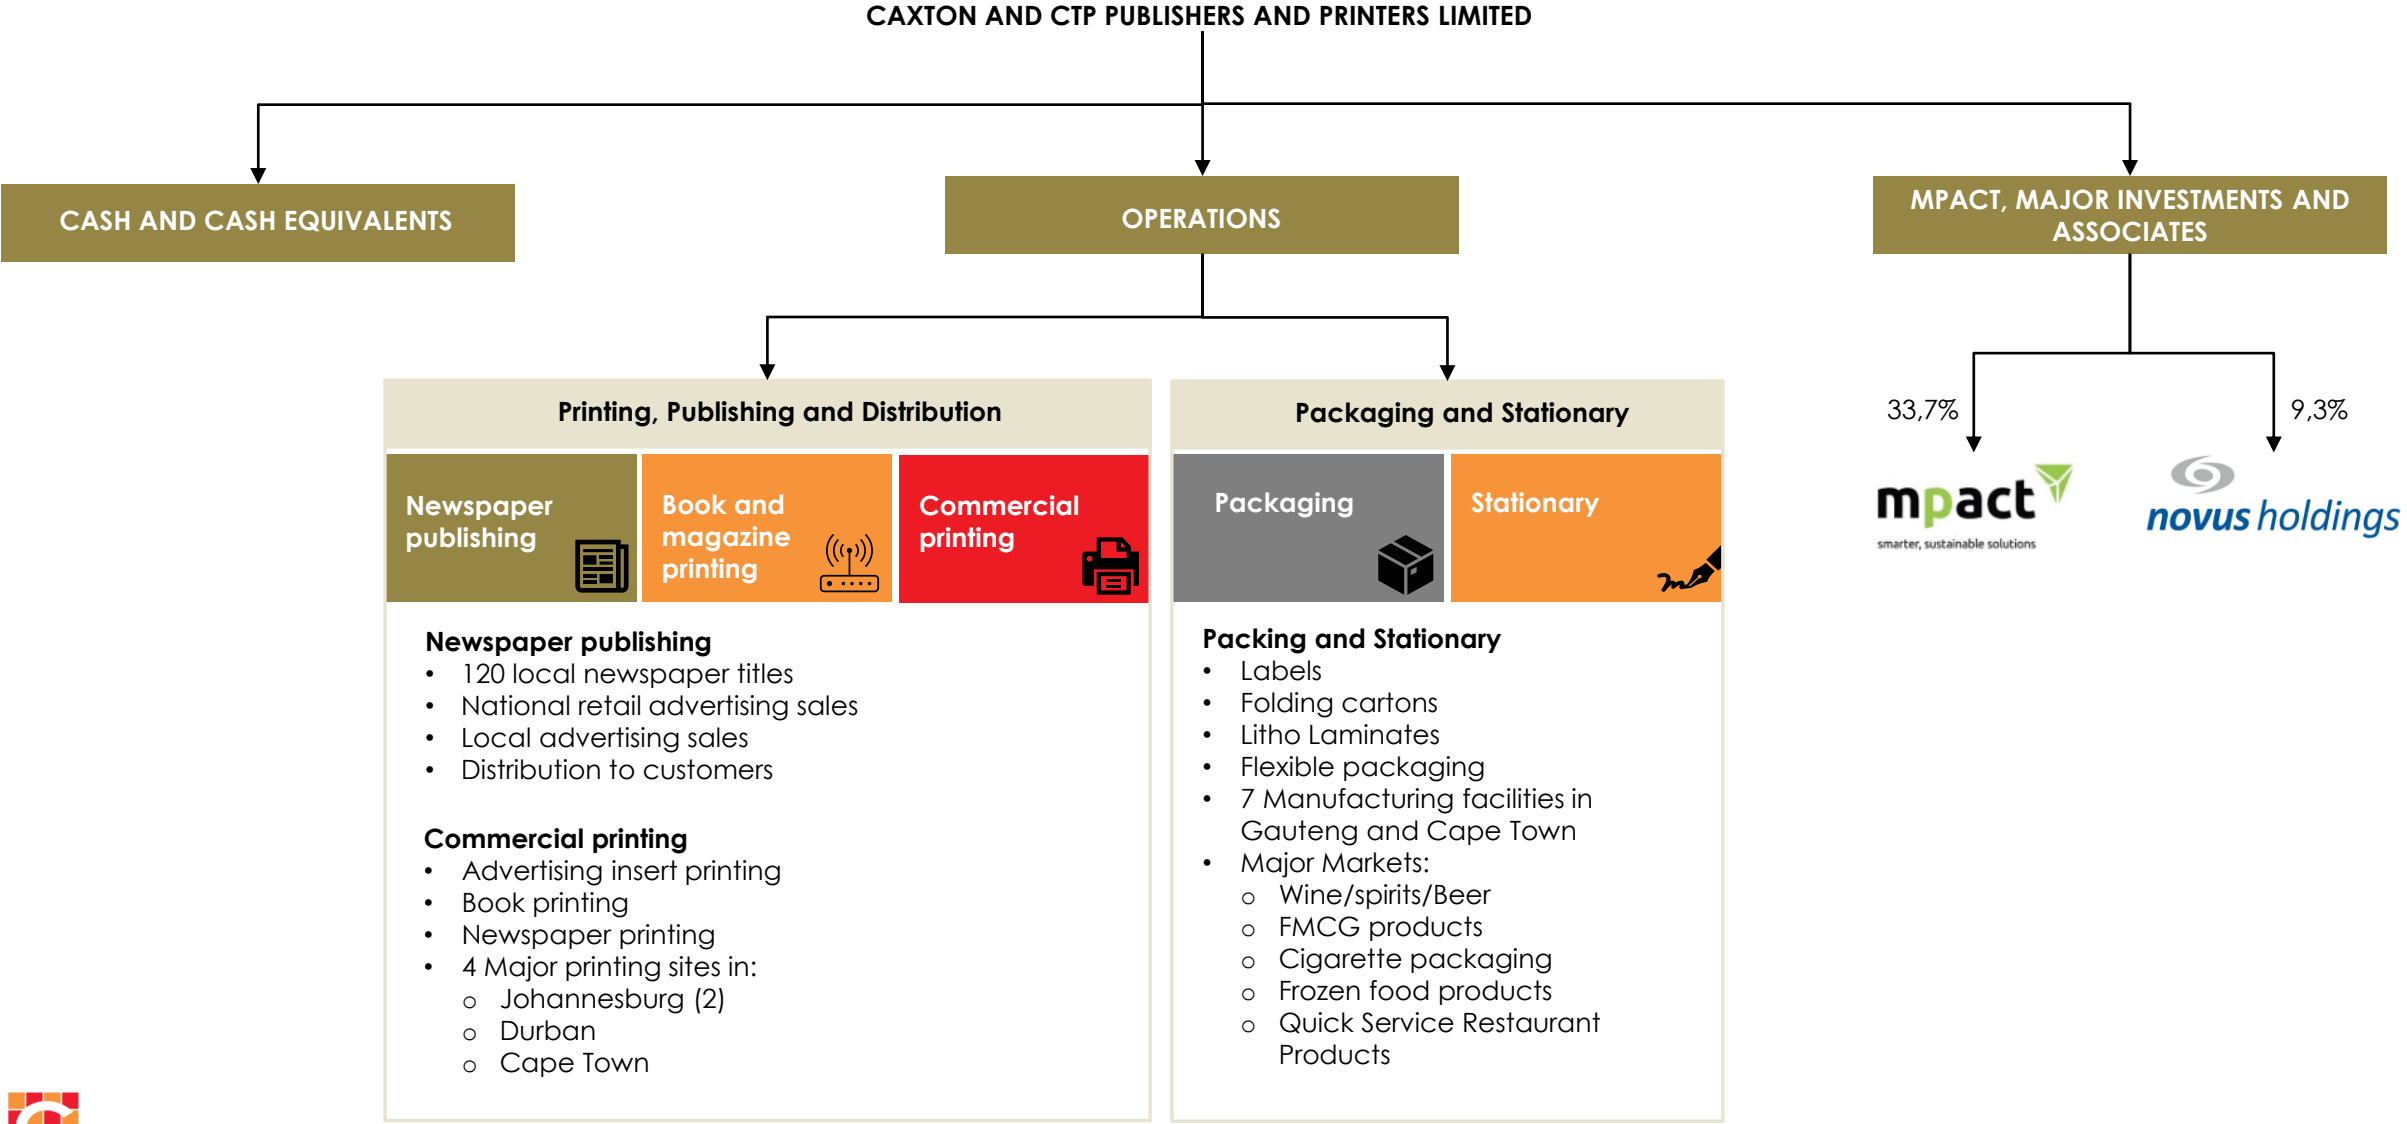 CAXTON AND CTP PUBLISHERS AND PRINTERS LIMITED
CASH AND CASH EQUIVALENTS
OPERATIONS
MPACT, MAJOR INVESTMENTS AND
ASSOCIATES
Printing, Publishing and Distribution
Newspaper
publishing
Book and
magazine
printing
Commercial
printing
Newspaper publishing
• 120 local newspaper titles
• National retail advertising sales
• Local advertising sales
• Distribution to customers
Commercial printing
• Advertising insert printing
• Book printing
• Newspaper printing
• 4 Major printing sites in:
o Johannesburg (2)
o Durban
o Cape Town
Packaging and Stationary
Packaging
Stationary
Packing and Stationary
• Labels
• Folding cartons
• Litho Laminates
• Flexible packaging
• 7 Manufacturing facilities in
Gauteng and Cape Town
• Major Markets:
o Wine/spirits/Beer
o FMCG products
o Cigarette packaging
o Frozen food products
o Quick Service Restaurant
Products
33,7%
9,3%
mpact
smarter, sustainable solutions
novus holdings